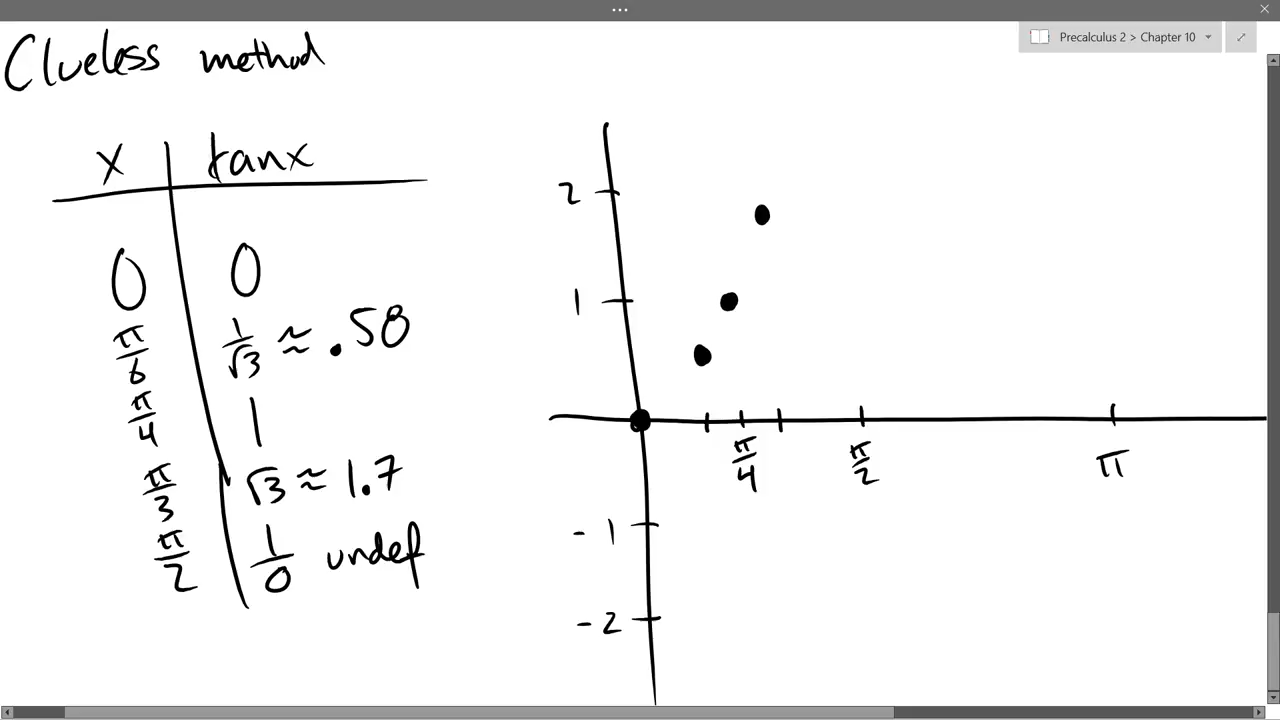 Precalculus 2 > Chapter 10
Clueless method
x tanx
0 0
π/6 1/√3 ≈ .58
π/4 1
π/3 √3 ≈ 1.7
π/2 1/0 undef
2
1
-1
-2
π/4 π/2 π